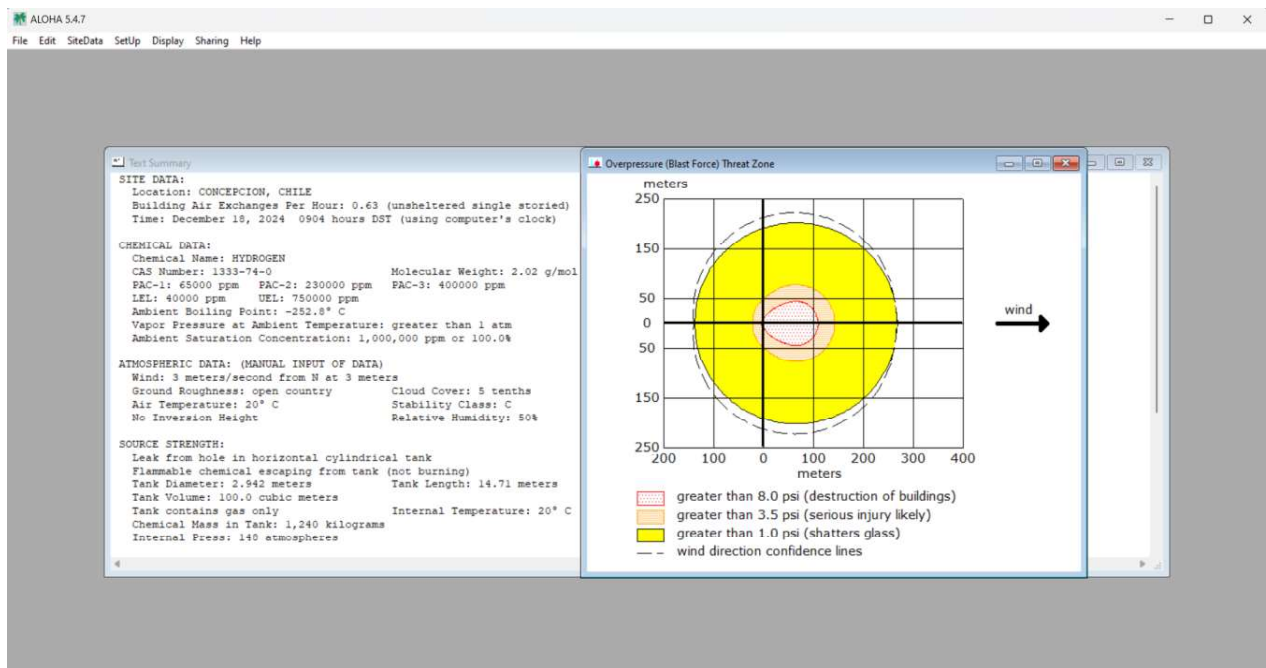 ALOHA 5.4.7
File Edit SiteData SetUp Display Sharing Help
Text Summary
SITE DATA:
Location: CONCEPCION, CHILE
Building Air Exchanges Per Hour: 0.63 (unsheltered single storied)
Time: December 18, 2024 0904 hours DST (using computer's clock)
CHEMICAL DATA:
Chemical Name: HYDROGEN
CAS Number: 1333-74-0 Molecular Weight: 2.02 g/mol
PAC-1: 65000 ppm PAC-2: 230000 ppm PAC-3: 400000 ppm
LEL: 40000 ppm UEL: 750000 ppm
Ambient Boiling Point: -252.8° C
Vapor Pressure at Ambient Temperature: greater than 1 atm
Ambient Saturation Concentration: 1,000,000 ppm or 100.0%
ATMOSPHERIC DATA: (MANUAL INPUT OF DATA)
Wind: 3 meters/second from N at 3 meters
Ground Roughness: open country Cloud Cover: 5 tenths
Air Temperature: 20° C Stability Class: C
No Inversion Height Relative Humidity: 50%
SOURCE STRENGTH:
Leak from hole in horizontal cylindrical tank
Flammable chemical escaping from tank (not burning)
Tank Diameter: 2.942 meters Tank Length: 14.71 meters
Tank Volume: 100.0 cubic meters
Tank contains gas only Internal Temperature: 20° C
Chemical Mass in Tank: 1,240 kilograms
Internal Press: 140 atmospheres
Overpressure (Blast Force) Threat Zone
meters
250
150
50
0
50
150
250
200 100 0 100 200 300 400
meters
wind
greater than 8.0 psi (destruction of buildings)
greater than 3.5 psi (serious injury likely)
greater than 1.0 psi (shatters glass)
wind direction confidence lines